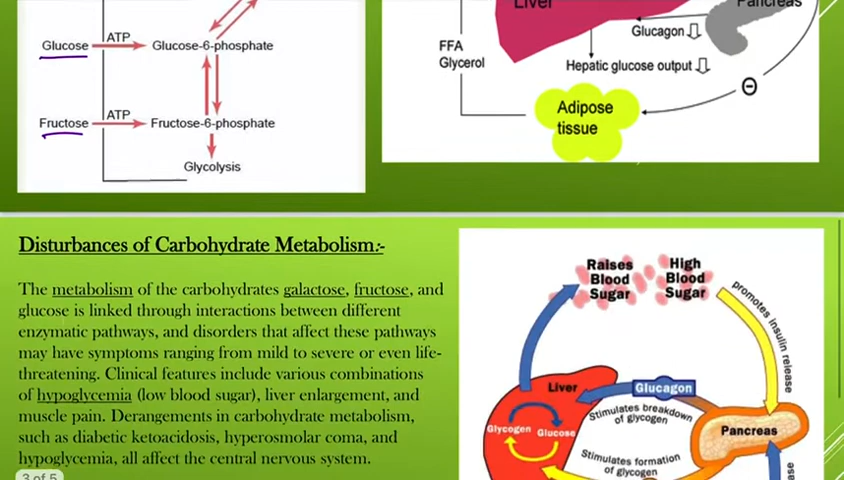 Glucose
ATP
Glucose-6-phosphate
Fructose
ATP
Fructose-6-phosphate
Glycolysis
Liver
Pancreas
Glucagon
FFA
Glycerol
Hepatic glucose output
Adipose
tissue
Disturbances of Carbohydrate Metabolism:-
The metabolism of the carbohydrates galactose, fructose, and
glucose is linked through interactions between different
enzymatic pathways, and disorders that affect these pathways
may have symptoms ranging from mild to severe or even life-
threatening. Clinical features include various combinations
of hypoglycemia (low blood sugar), liver enlargement, and
muscle pain. Derangements in carbohydrate metabolism,
such as diabetic ketoacidosis, hyperosmolar coma, and
hypoglycemia, all affect the central nervous system.
3 of 5
Raises
Blood
Sugar
High
Blood
Sugar
promotes insulin release
Liver
Glucagon
Stimulates breakdown
of glycogen
Glycogen
Glucose
Pancreas
Stimulates formation
of glycogen